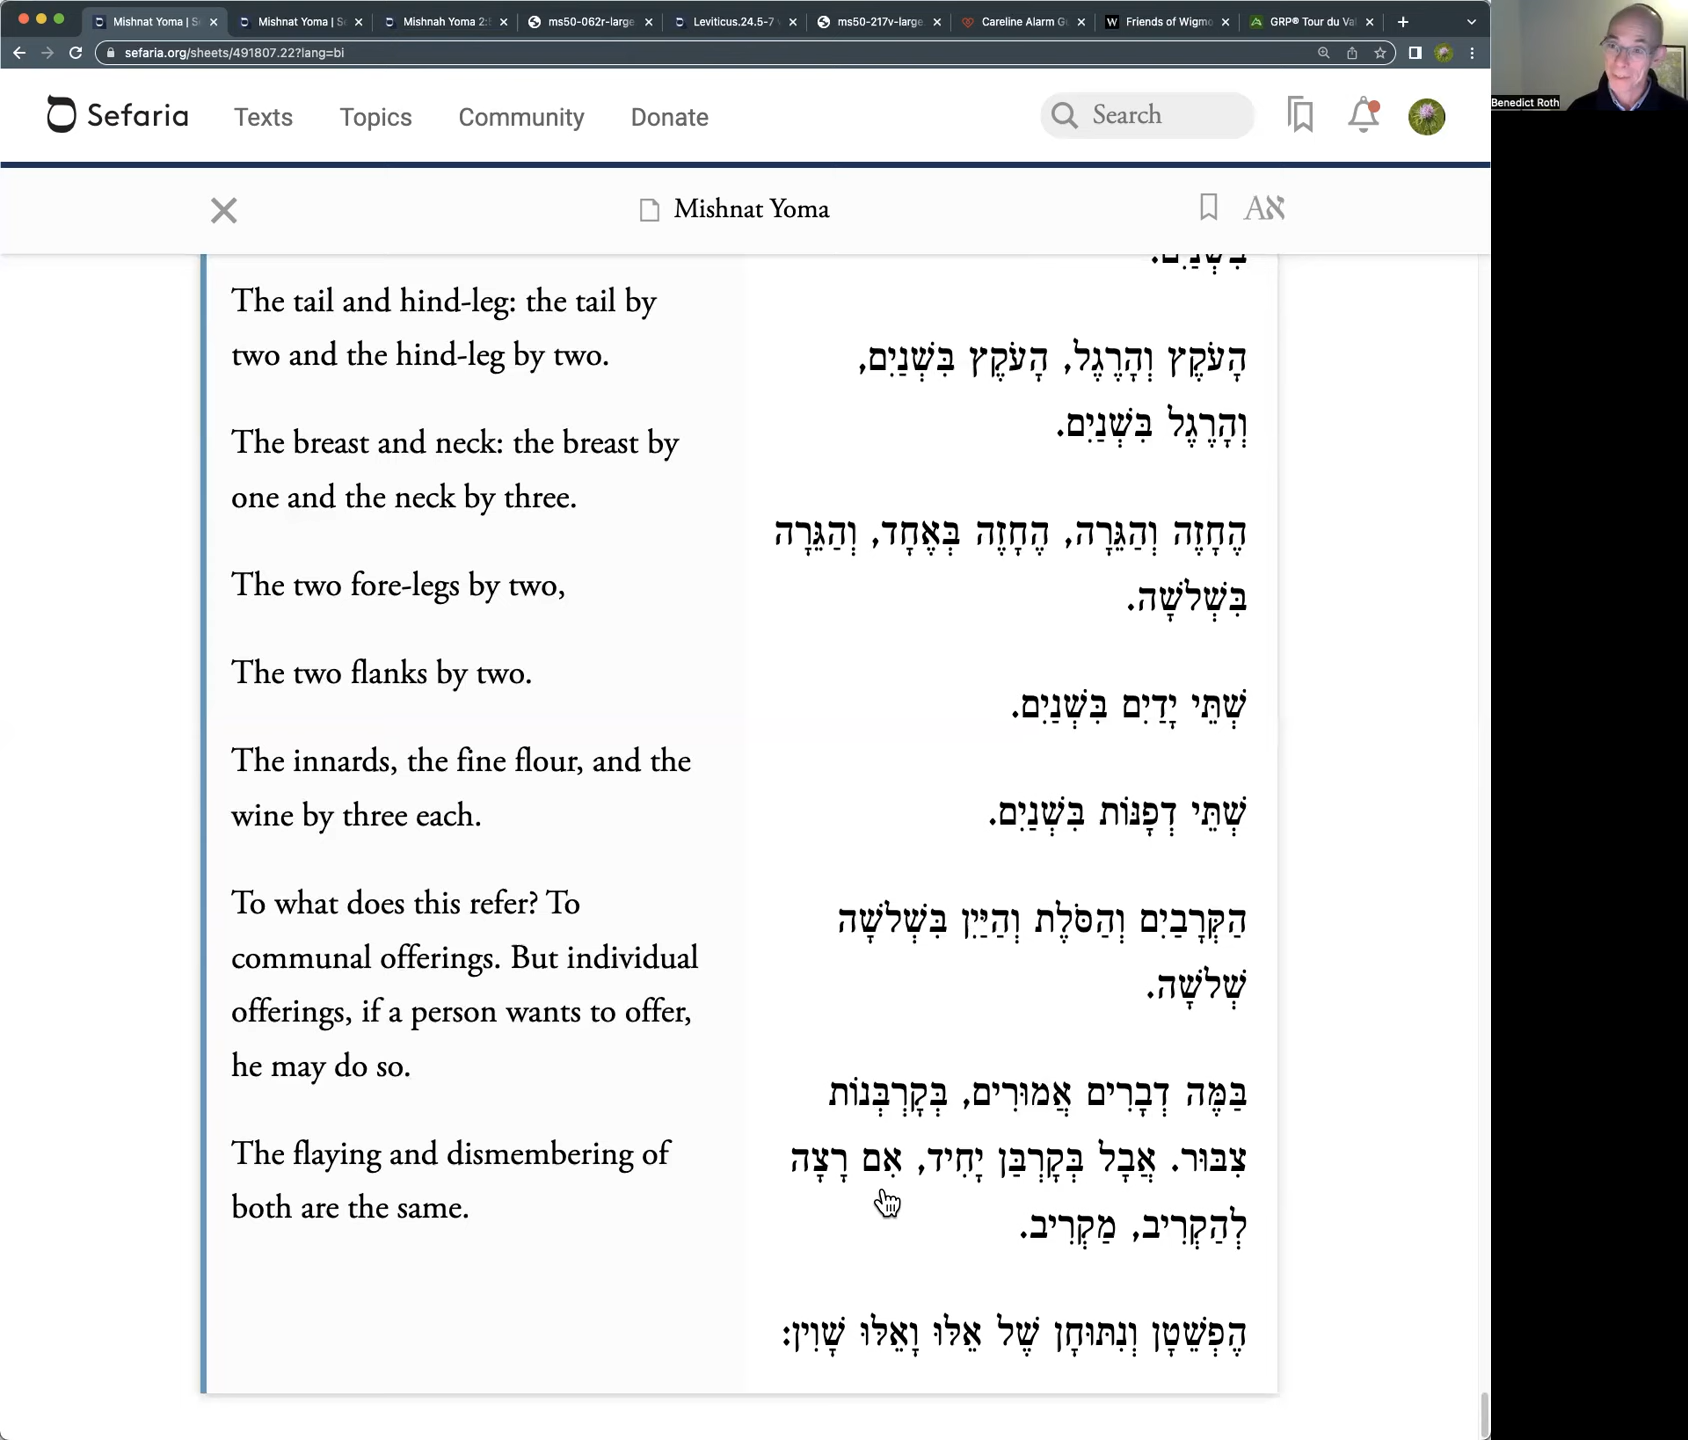 Mishnat Yoma | S
Mishnat Yoma | S
Mishnah Yoma 2:
ms50-062r-large
Leviticus.24.5-7
ms50-217v-large
Careline Alarm G
Friends of Wigmo
GRP® Tour du Va
sefaria.org/sheets/491807.22?lang=bi
Benedict Roth
Sefaria Texts Topics Community Donate Search
Mishnat Yoma
Aא
The tail and hind-leg: the tail by
two and the hind-leg by two.
The breast and neck: the breast by
one and the neck by three.
The two fore-legs by two,
The two flanks by two.
The innards, the fine flour, and the
wine by three each.
To what does this refer? To
communal offerings. But individual
offerings, if a person wants to offer,
he may do so.
The flaying and dismembering of
both are the same.
בִּשְׁנַיִם.
הָעֹקֶץ וְהָרֶגֶל, הָעֹקֶץ בִּשְׁנַיִם,
וְהָרֶגֶל בִּשְׁנַיִם.
הֶחָזֶה וְהַגֵּרָה, הֶחָזֶה בְּאֶחָד, וְהַגֵּרָה
בִּשְׁלשָׁה.
שְׁתֵּי יָדַיִם בִּשְׁנַיִם.
שְׁתֵּי דְפָנּוֹת בִּשְׁנַיִם.
הַקְּרָבַיִם וְהַסֹּלֶת וְהַיַּיִן בִּשְׁלשָׁה
שְׁלשָׁה.
בַּמֶּה דְבָרִים אֲמוּרִים, בְּקָרְבְּנוֹת
צִבּוּר. אֲבָל בְּקָרְבַּן יָחִיד, אִם רָצָה
לְהַקְרִיב, מַקְרִיב.
הֶפְשֵׁטָן וְנִתּוּחָן שֶׁל אֵלּוּ וָאֵלּוּ שָׁוִין: